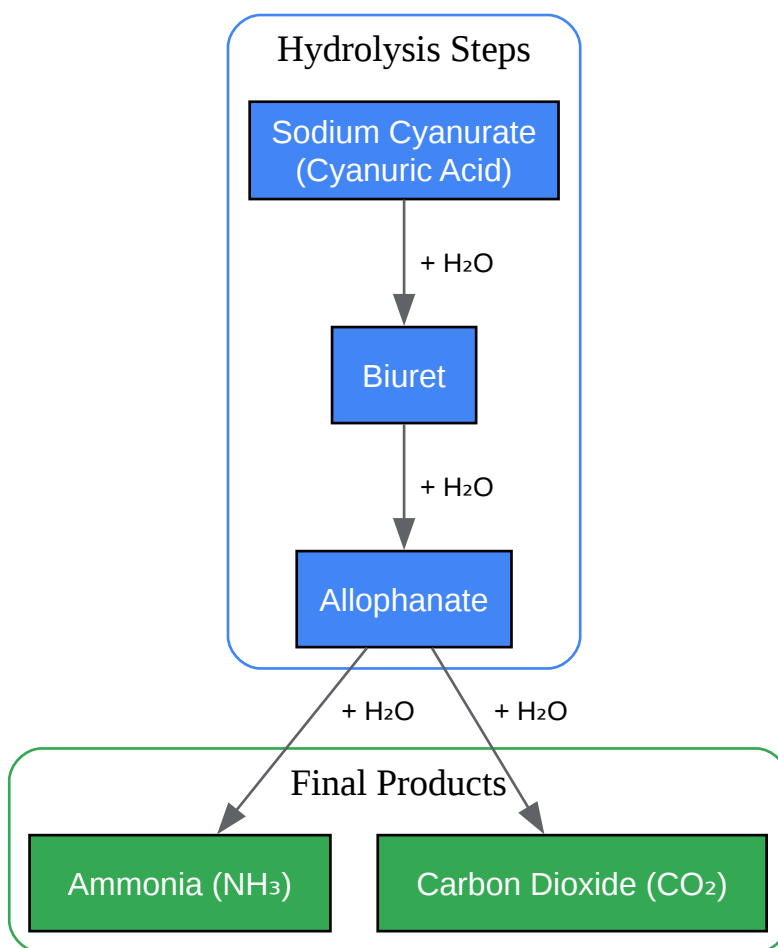 Hydrolysis Steps
Sodium Cyanurate
(Cyanuric Acid)
+ H₂O
Biuret
+ H₂O
Allophanate
+ H₂O
+ H₂O
Final Products
Ammonia (NH₃)
Carbon Dioxide (CO₂)